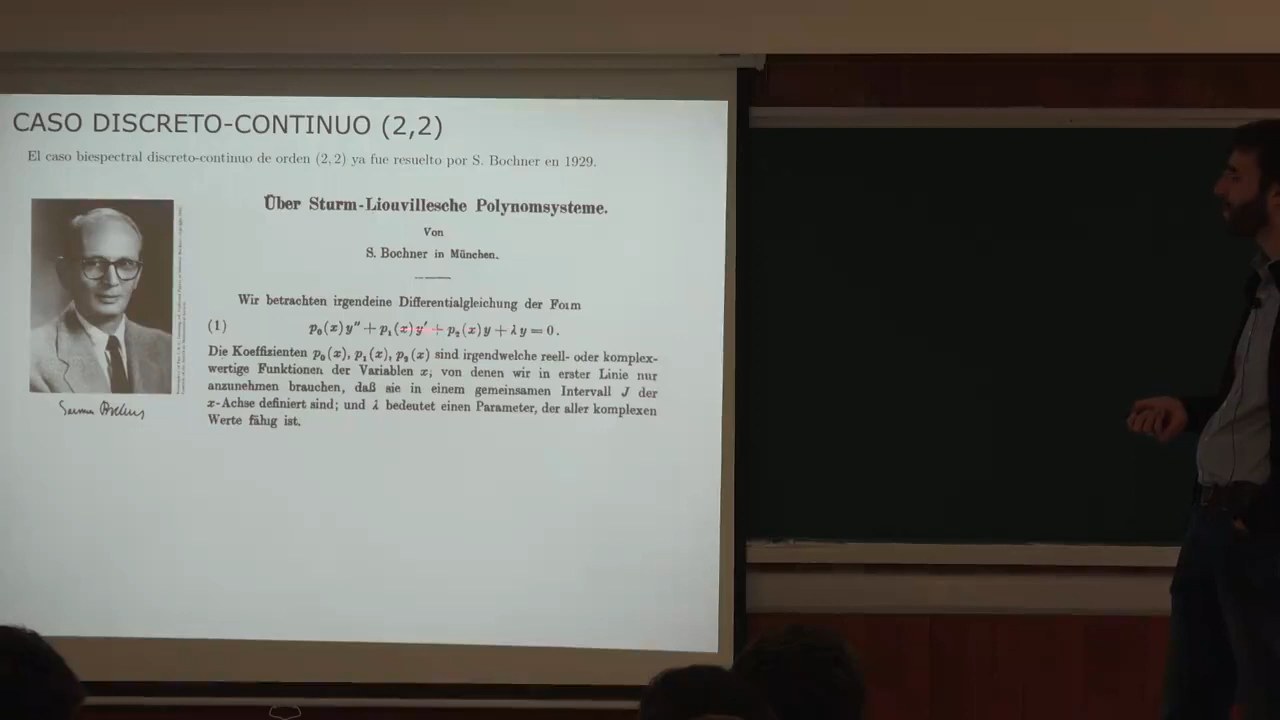 CASO DISCRETO-CONTINUO (2,2)
El caso biespectral discreto-continuo de orden (2, 2) ya fue resuelto por S. Bochner en 1929.
Über Sturm-Liouvillesche Polynomsysteme.
Von
S. Bochner in München.
Wir betrachten irgendeine Differentialgleichung der Form
(1) p₀(x)y″ + p₁(x)y′ + p₂(x)y + λy = 0.
Die Koeffizienten p₀(x), p₁(x), p₂(x) sind irgendwelche reell- oder komplex-
wertige Funktionen der Variablen x, von denen wir in erster Linie nur
anzunehmen brauchen, daß sie in einem gemeinsamen Intervall J der
x-Achse definiert sind; und λ bedeutet einen Parameter, der aller komplexen
Werte fähig ist.